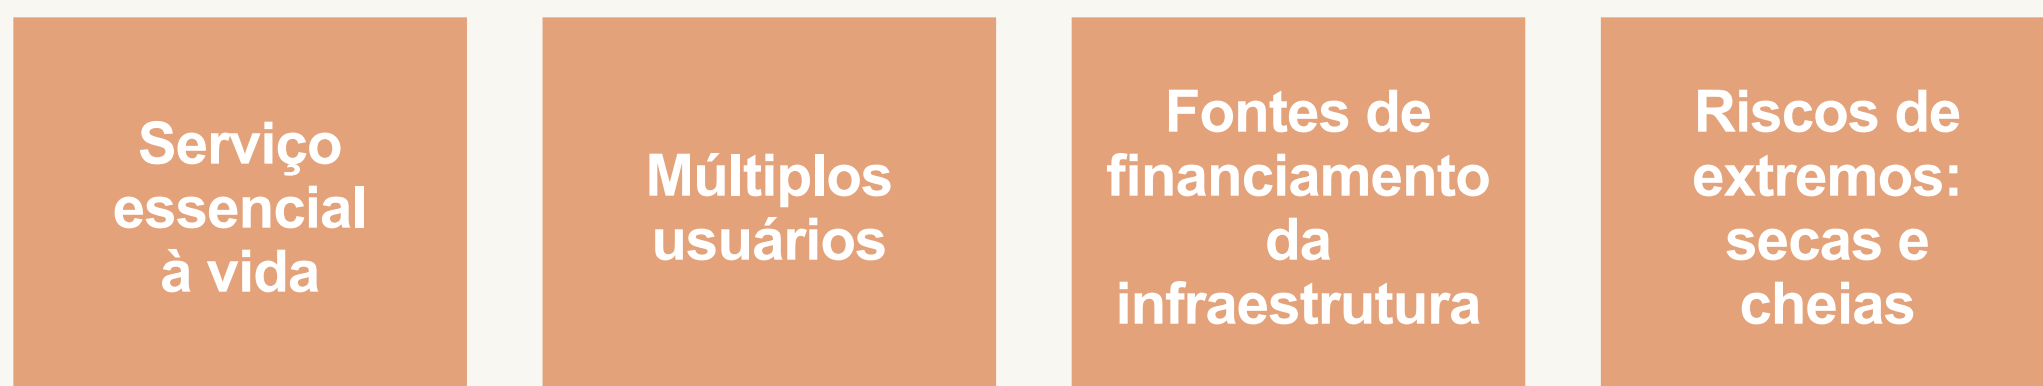 Serviço
essencial
à vida
Múltiplos
usuários
Fontes de
financiamento
da
infraestrutura
Riscos de
extremos:
secas e
cheias